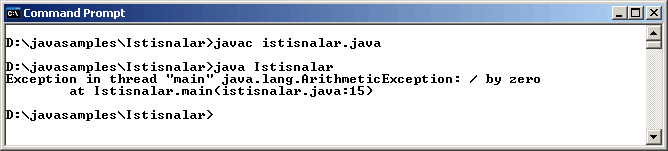 Command Prompt
D:\javasamples\Istisnalar>javac istisnalar.java
D:\javasamples\Istisnalar>java Istisnalar
Exception in thread "main" java.lang.ArithmeticException: / by zero
at Istisnalar.main(istisnalar.java:15)
D:\javasamples\Istisnalar>